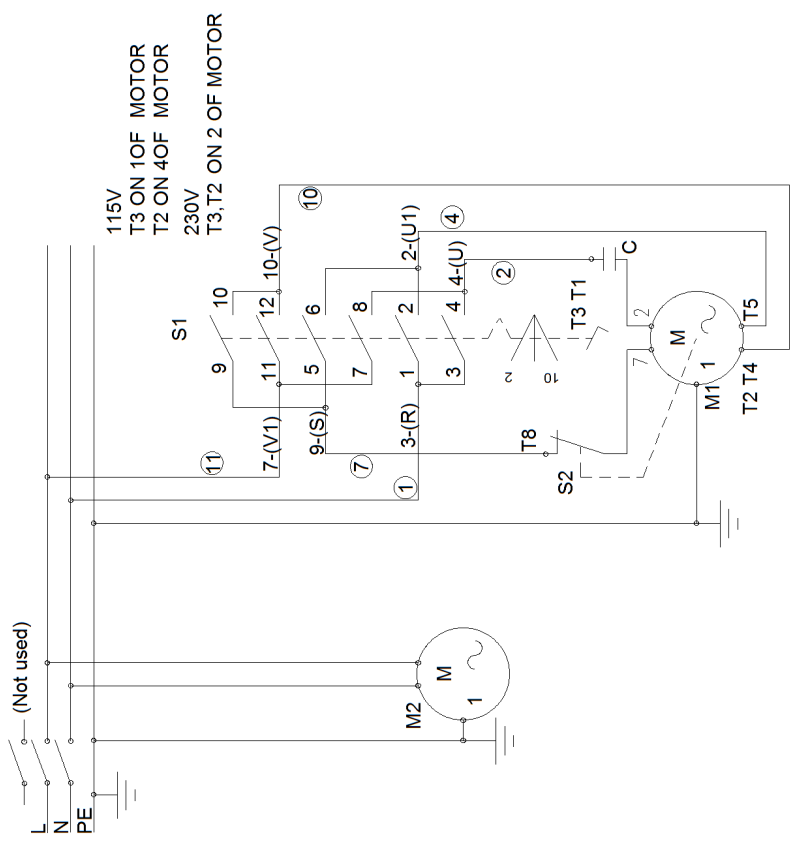 115V
T3 ON 1OF MOTOR
T2 ON 4OF MOTOR
230V
T3,T2 ON 2 OF MOTOR
(Not used)
L
N
PE
S1
9
10
11
12
5
6
7
8
1
2
3
4
10-(V)
2-(U1)
4-(U)
7-(V1)
9-(S)
3-(R)
11
7
1
10
4
2
2
10
T3 T1
C
T8
S2
7
2
M
1
M1
T2 T4
T5
M
1
M2